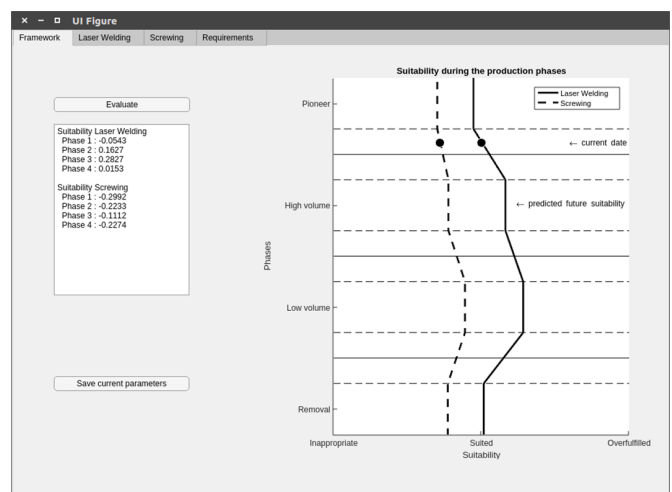 UI Figure
Framework
Laser Welding
Screwing
Requirements
Evaluate
Suitability Laser Welding
Phase 1 : -0.0543
Phase 2 : 0.1627
Phase 3 : 0.2827
Phase 4 : 0.0153
Suitability Screwing
Phase 1 : -0.2992
Phase 2 : -0.2233
Phase 3 : -0.1112
Phase 4 : -0.2274
Save current parameters
Suitability during the production phases
Laser Welding
Screwing
← current date
← predicted future suitability
Phases
Pioneer
High volume
Low volume
Removal
Inappropriate
Suited
Overfulfilled
Suitability